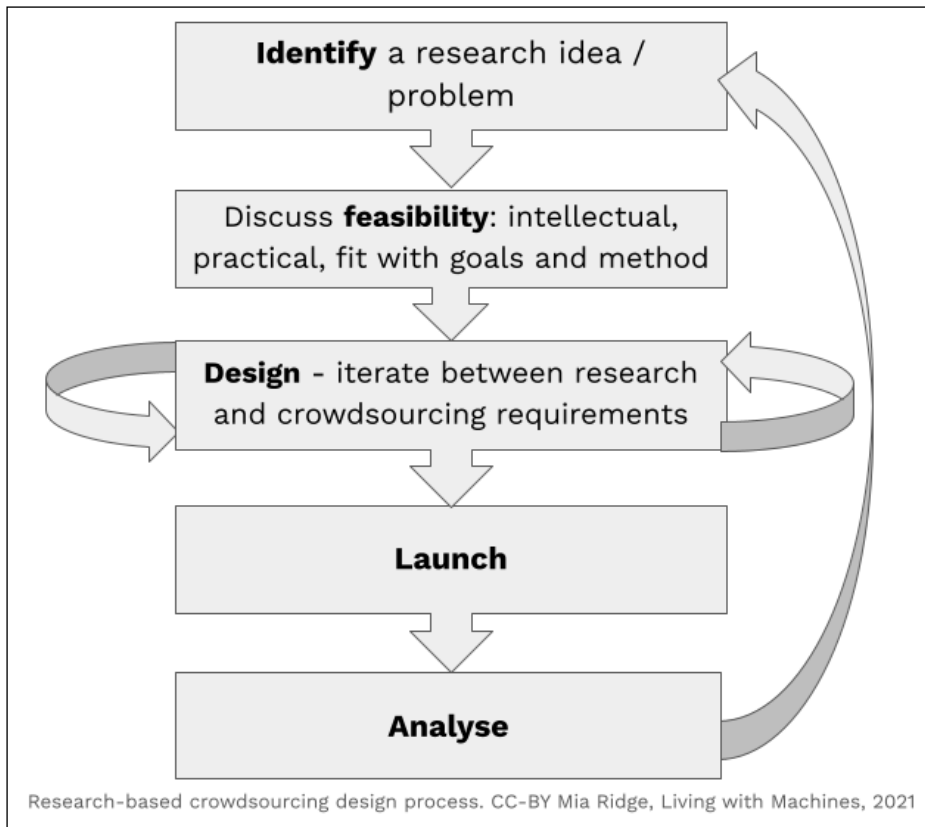 Identify a research idea /
problem
Discuss feasibility: intellectual,
practical, fit with goals and method
Design - iterate between research
and crowdsourcing requirements
Launch
Analyse
Research-based crowdsourcing design process. CC-BY Mia Ridge, Living with Machines, 2021